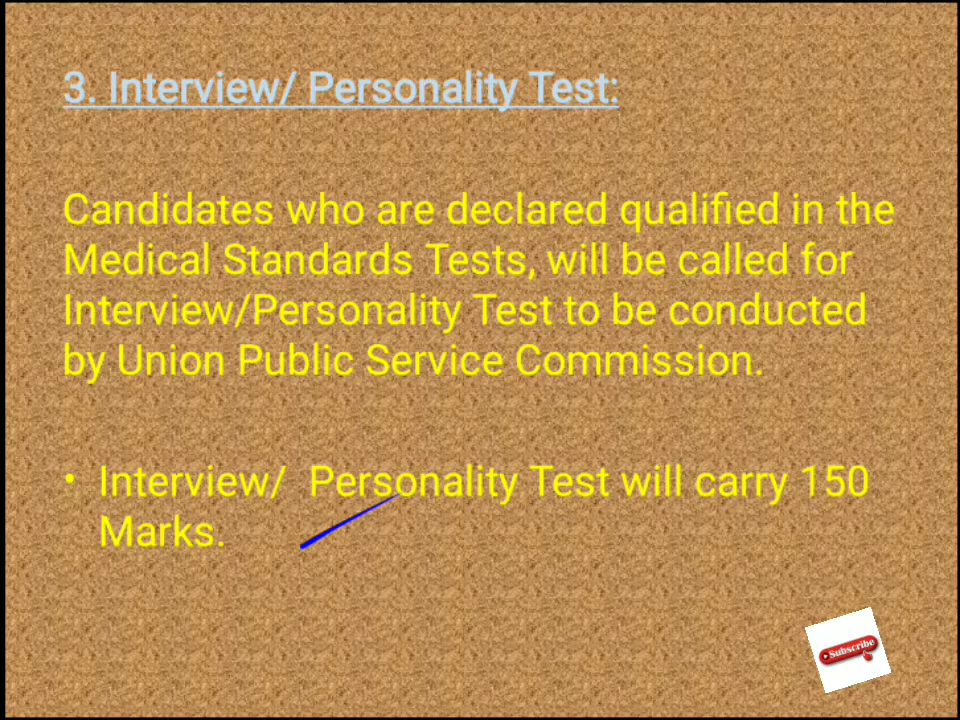 3. Interview/ Personality Test:
Candidates who are declared qualified in the
Medical Standards Tests, will be called for
Interview/Personality Test to be conducted
by Union Public Service Commission.
• Interview/ Personality Test will carry 150
Marks.
Subscribe